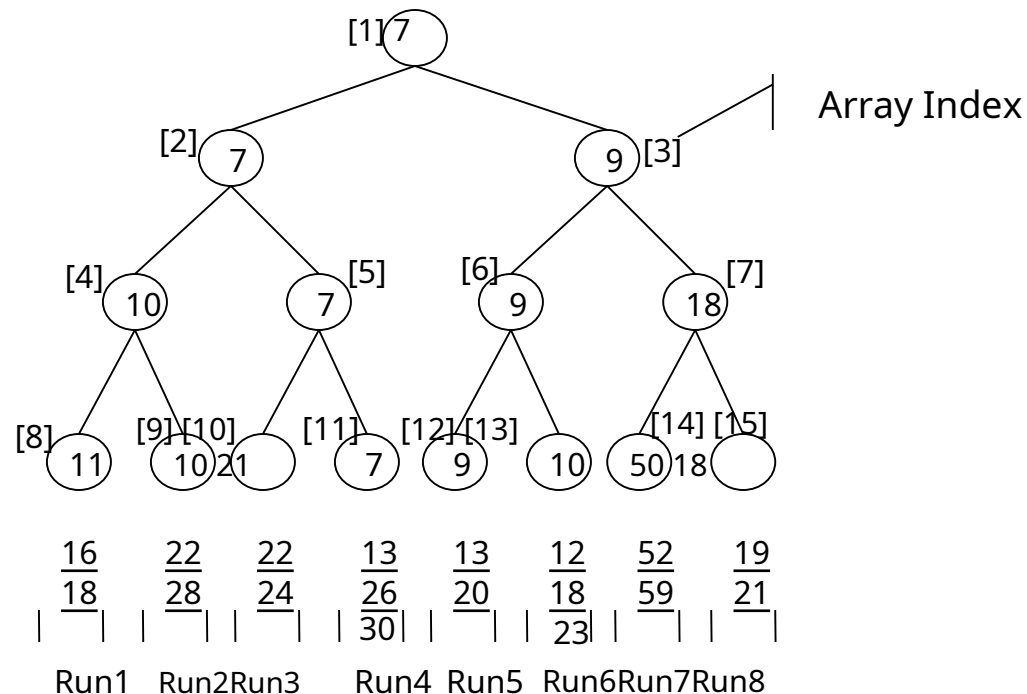 [1] 7
Array Index
[2] 7 9 [3]
[4] 10 7 [5] [6] 9 18 [7]
[8] [9] [10] [11] [12] [13] [14] [15]
11 10 21 7 9 10 50 18
16 22 22 13 13 12 52 19
18 28 24 26 20 18 59 21
30 23
Run1 Run2 Run3 Run4 Run5 Run6 Run7 Run8